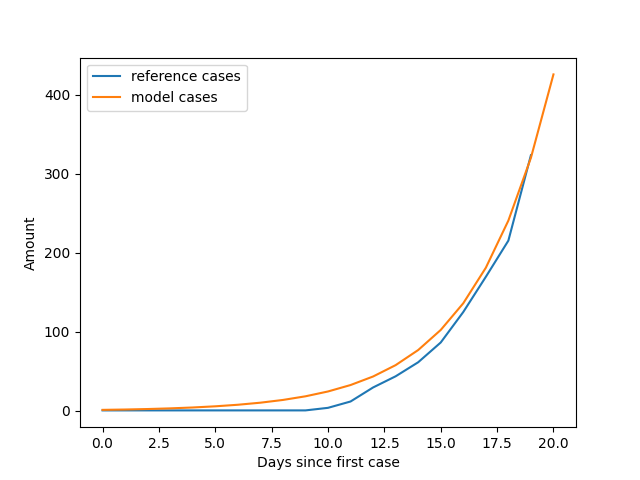 reference cases
model cases
400
300
200
100
0
Amount
0.0 2.5 5.0 7.5 10.0 12.5 15.0 17.5 20.0
Days since first case